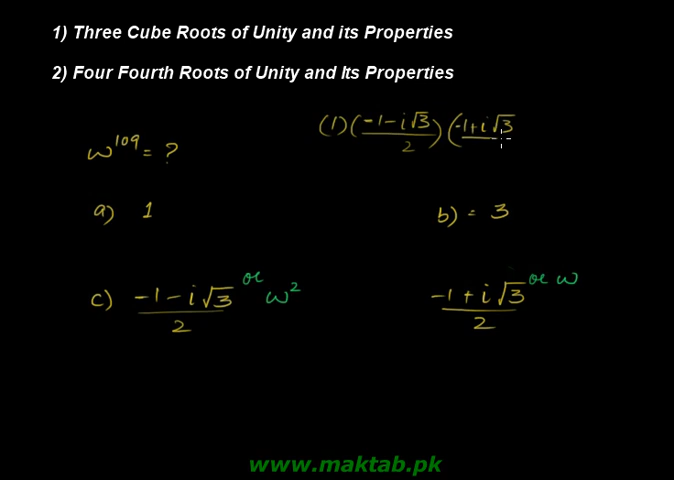 1) Three Cube Roots of Unity and its Properties
2) Four Fourth Roots of Unity and Its Properties
(1) ( (-1-i√3)/2 ) ( (-1+i√3)/
ω^109 = ?
a) 1
b) = 3
c) (-1-i√3)/2 or ω²
(-1+i√3)/2 or ω
www.maktab.pk